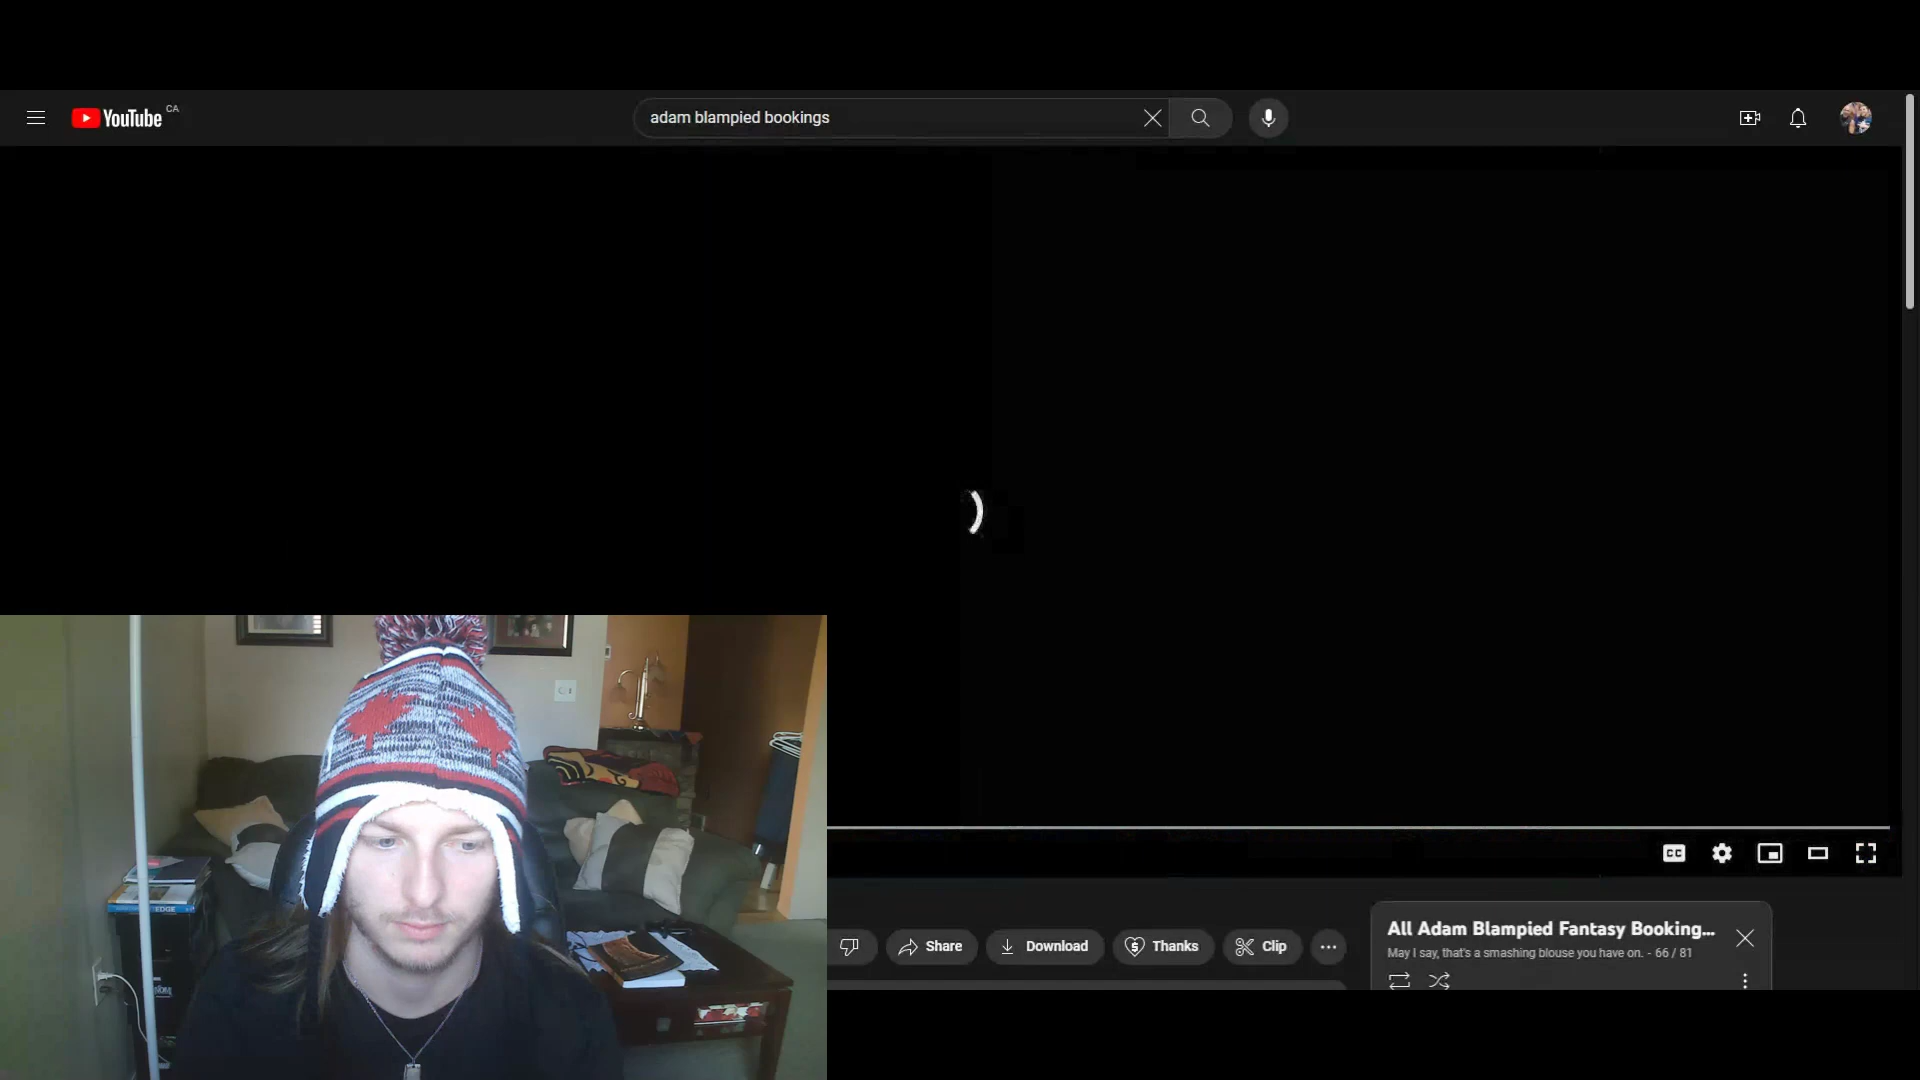 YouTube CA
adam blampied bookings
CC
Share
Download
Thanks
Clip
All Adam Blampied Fantasy Booking...
May I say, that's a smashing blouse you have on. - 66 / 81
EDGE